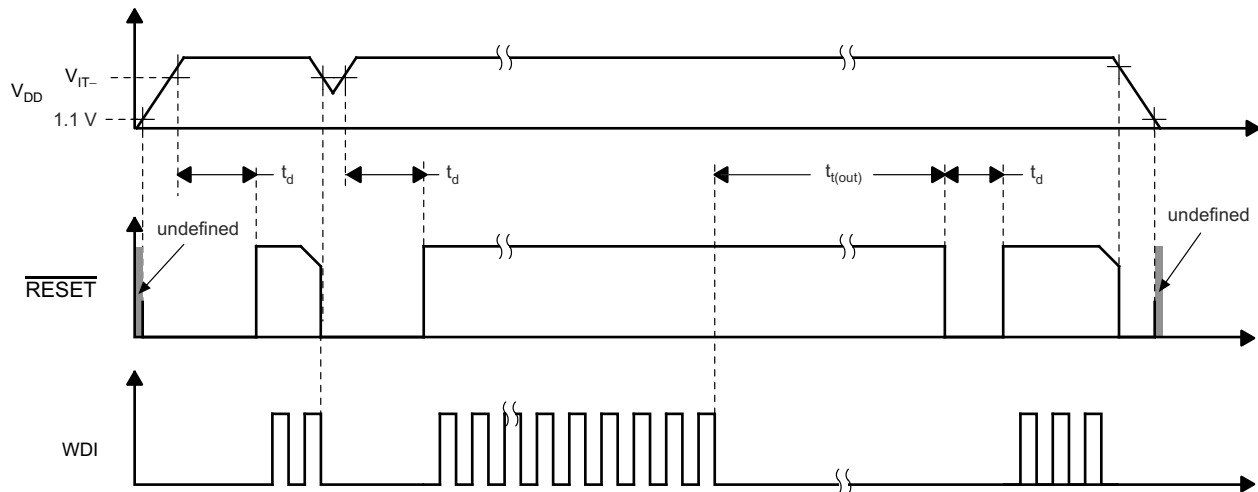 V_IT–
V_DD
1.1 V
t_d
t_d
t_t(out)
t_d
undefined
undefined
RESET
WDI